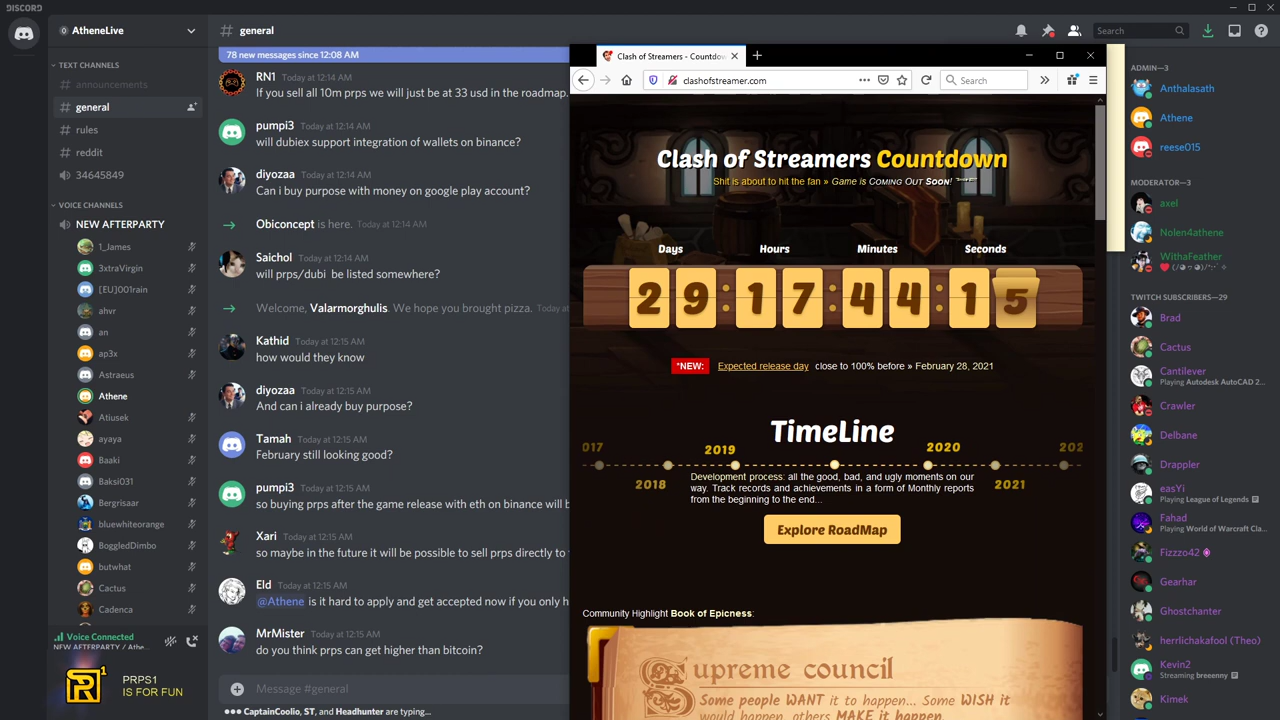 DISCORD
AtheneLive
TEXT CHANNELS
announcements
general
rules
reddit
34645849
VOICE CHANNELS
NEW AFTERPARTY
1_James
3xtraVirgin
[EU]001rain
ahvr
an
ap3x
Astraeus
Athene
Atiusek
ayaya
Baaki
Baksi031
Bergrisaar
bluewhiteorange
BoggledDimbo
butwhat
Cactus
Cadenca
Voice Connected
NEW AFTERPARTY / Athe...
PRPS1
IS FOR FUN
# general
78 new messages since 12:08 AM
RN1 Today at 12:14 AM
If you sell all 10m prps we will just be at 33 usd in the roadmap.
pumpi3 Today at 12:14 AM
will dubiex support integration of wallets on binance?
diyozaa Today at 12:14 AM
Can i buy purpose with money on google play account?
Obiconcept is here. Today at 12:14 AM
Saichol Today at 12:14 AM
will prps/dubi be listed somewhere?
Welcome, Valarmorghulis. We hope you brought pizza. Today at
Kathid Today at 12:15 AM
how would they know
diyozaa Today at 12:15 AM
And can i already buy purpose?
Tamah Today at 12:15 AM
February still looking good?
pumpi3 Today at 12:15 AM
so buying prps after the game release with eth on binance will b
Xari Today at 12:15 AM
so maybe in the future it will be possible to sell prps directly to
Eld Today at 12:15 AM
@Athene is it hard to apply and get accepted now if you only h
MrMister Today at 12:15 AM
do you think prps can get higher than bitcoin?
Message #general
CaptainCoolio, ST, and Headhunter are typing...
Clash of Streamers - Countdow
clashofstreamer.com
Search
Clash of Streamers Countdown
Shit is about to hit the fan » Game is COMING OUT SOON!
Days Hours Minutes Seconds
29:17:44:15
*NEW: Expected release day close to 100% before » February 28, 2021
TimeLine
017 2018 2019 2020 2021 202
Development process: all the good, bad, and ugly moments on our
way. Track records and achievements in a form of Monthly reports
from the beginning to the end...
Explore RoadMap
Community Highlight Book of Epicness:
Supreme council
Some people WANT it to happen... Some WISH it
would happen, others MAKE it happen.
Search
ADMIN—3
Anthalasath
Athene
reese015
MODERATOR—3
axel
Nolen4athene
WithaFeather
TWITCH SUBSCRIBERS—29
Brad
Cactus
Cantilever
Playing Autodesk AutoCAD 2...
Crawler
Delbane
Drappler
easYi
Playing League of Legends
Fahad
Playing World of Warcraft Cla...
Fizzzo42
Gearhar
Ghostchanter
herrlichakafool (Theo)
Kevin2
Streaming breeenny
Kimek